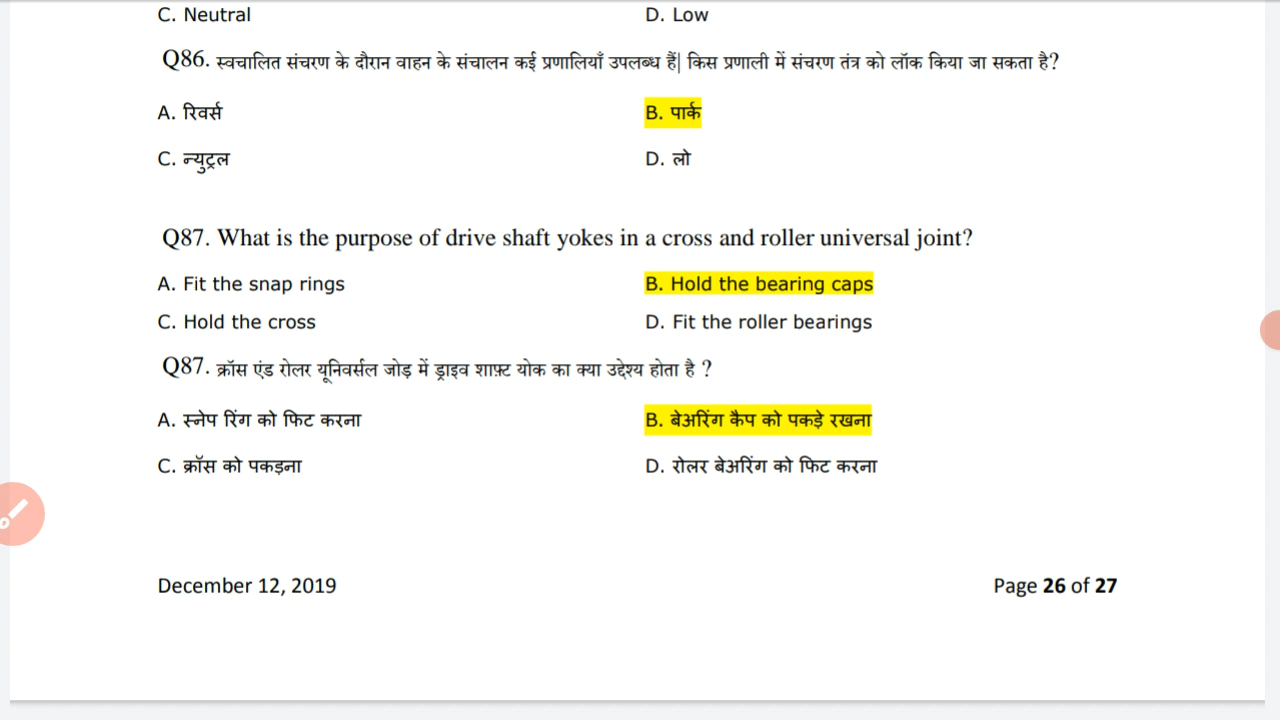 C. Neutral D. Low
Q86. स्वचालित संचरण के दौरान वाहन के संचालन कई प्रणालियाँ उपलब्ध हैं| किस प्रणाली में संचरण तंत्र को लॉक किया जा सकता है?
A. रिवर्स B. पार्क
C. न्युट्रल D. लो
Q87. What is the purpose of drive shaft yokes in a cross and roller universal joint?
A. Fit the snap rings B. Hold the bearing caps
C. Hold the cross D. Fit the roller bearings
Q87. क्रॉस एंड रोलर यूनिवर्सल जोड़ में ड्राइव शाफ़्ट योक का क्या उद्देश्य होता है ?
A. स्नेप रिंग को फिट करना B. बेअरिंग कैप को पकड़े रखना
C. क्रॉस को पकड़ना D. रोलर बेअरिंग को फिट करना
December 12, 2019 Page 26 of 27